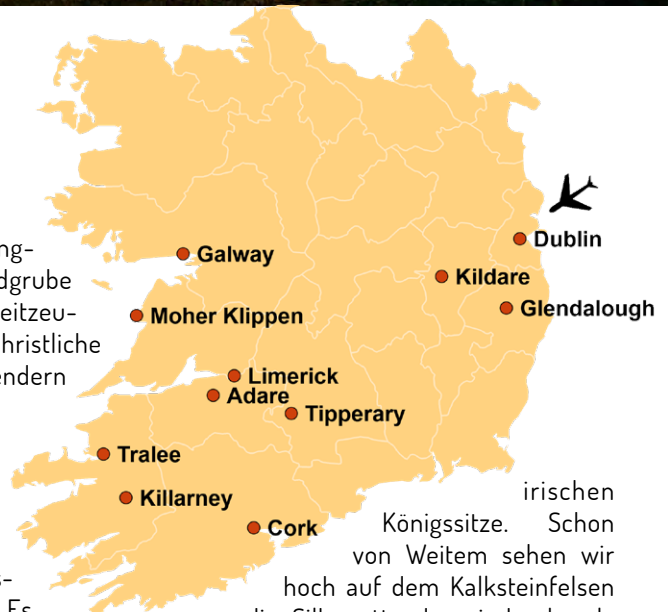 ng-
dgrube
eitzeu-
hristliche
endern
Dublin
Galway
Kildare
Glendalough
Moher Klippen
Limerick
Adare
Tipperary
Tralee
Killarney
Cork
s-
Es
irischen
Königssitze. Schon
von Weitem sehen wir
hoch auf dem Kalksteinfelsen